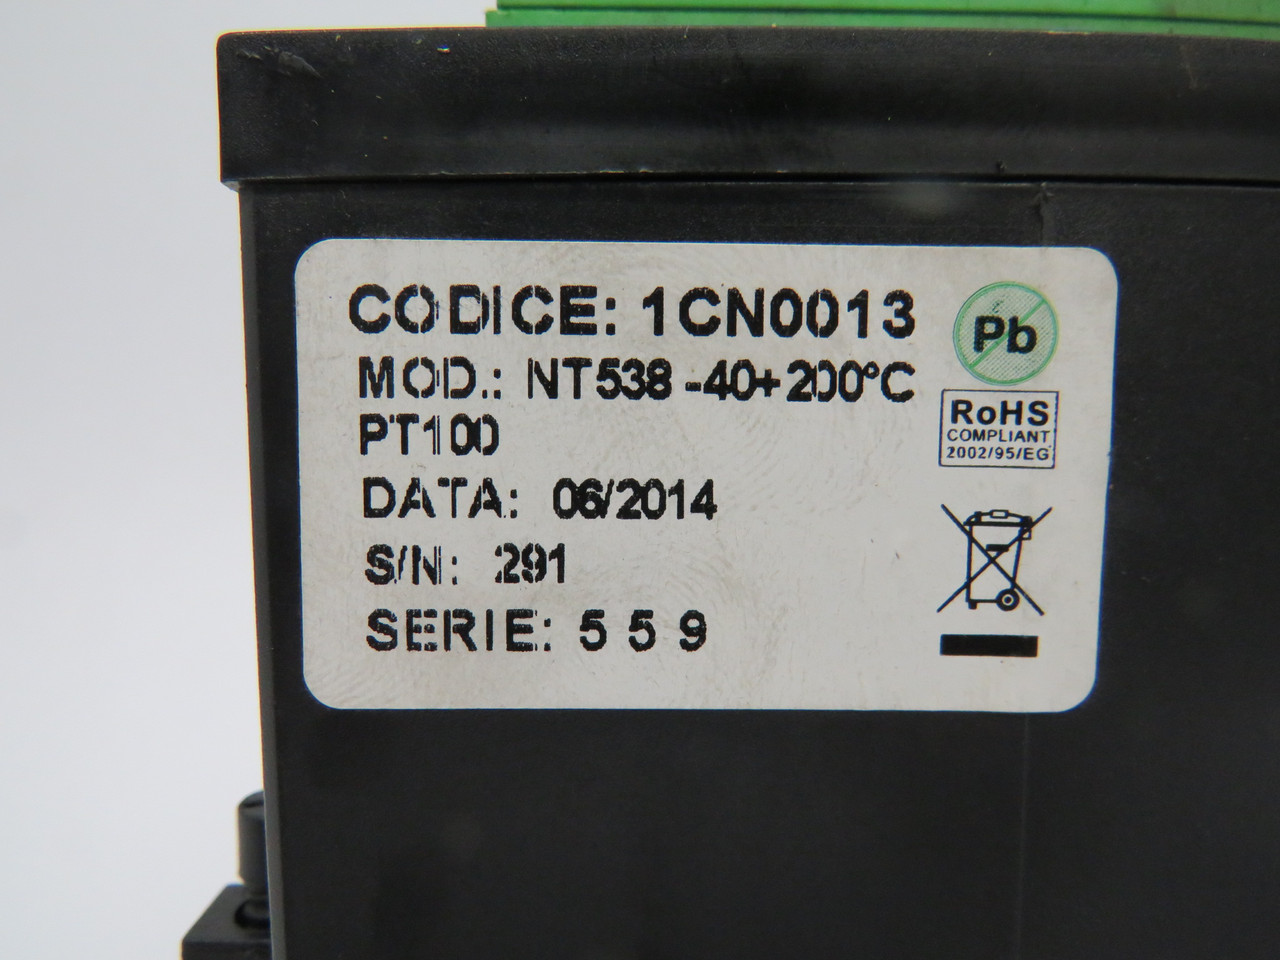 CODICE: 1CN0013
MOD.: NT538 -40+200°C
PT100
DATA: 06/2014
S/N: 291
SERIE: 5 5 9
Pb
RoHS
COMPLIANT
2002/95/EG